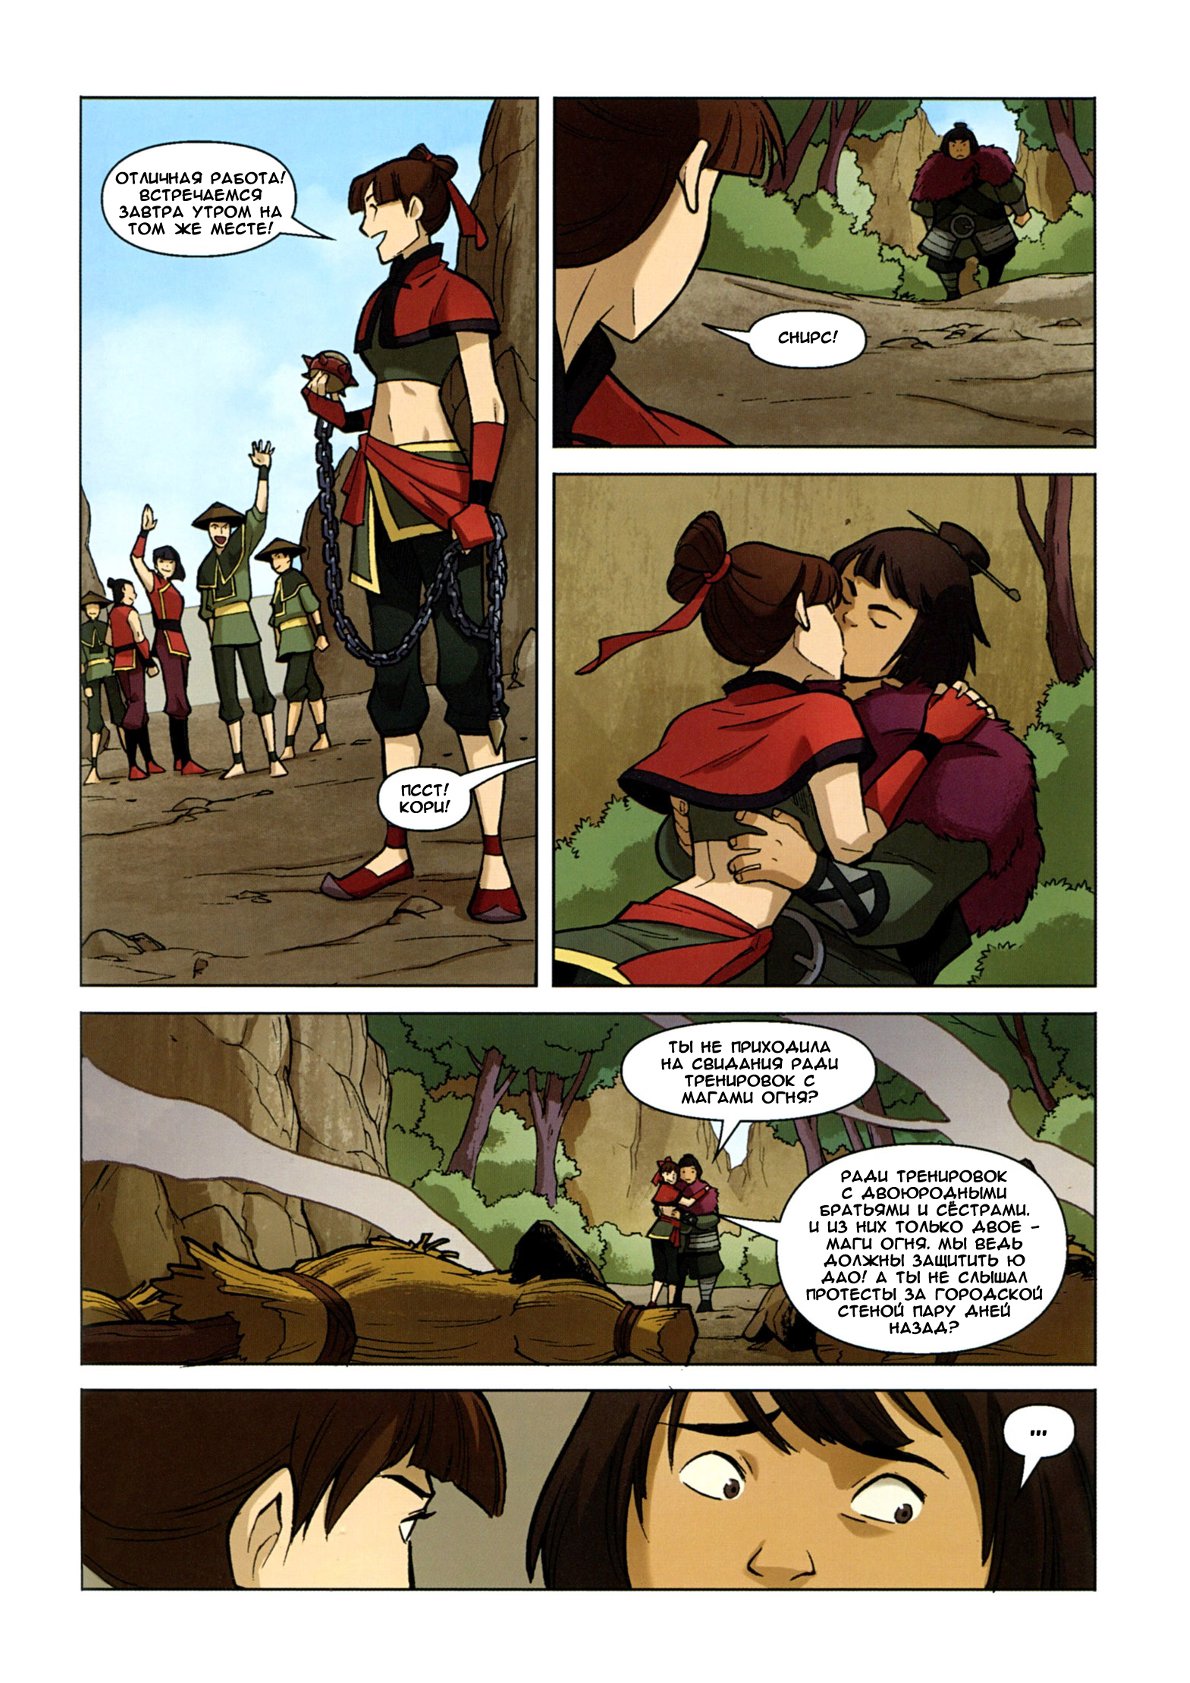 ОТЛИЧНАЯ РАБОТА!
ВСТРЕЧАЕМСЯ
ЗАВТРА УТРОМ НА
ТОМ ЖЕ МЕСТЕ!
ПССТ!
КОРИ!
СНИРС!
ТЫ НЕ ПРИХОДИЛА
НА СВИДАНИЯ РАДИ
ТРЕНИРОВОК С
МАГАМИ ОГНЯ?
РАДИ ТРЕНИРОВОК
С ДВОЮРОДНЫМИ
БРАТЬЯМИ И СЁСТРАМИ.
И ИЗ НИХ ТОЛЬКО ДВОЕ –
МАГИ ОГНЯ. МЫ ВЕДЬ
ДОЛЖНЫ ЗАЩИТИТЬ Ю
ДАО! А ТЫ НЕ СЛЫШАЛ
ПРОТЕСТЫ ЗА ГОРОДСКОЙ
СТЕНОЙ ПАРУ ДНЕЙ
НАЗАД?
...